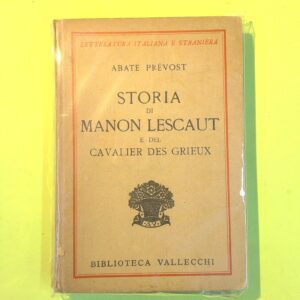 LETTERATURA ITALIANA E STRANIERA
ABATE PRÉVOST
STORIA
DI
MANON LESCAUT
E DEL
CAVALIER DES GRIEUX
BIBLIOTECA VALLECCHI